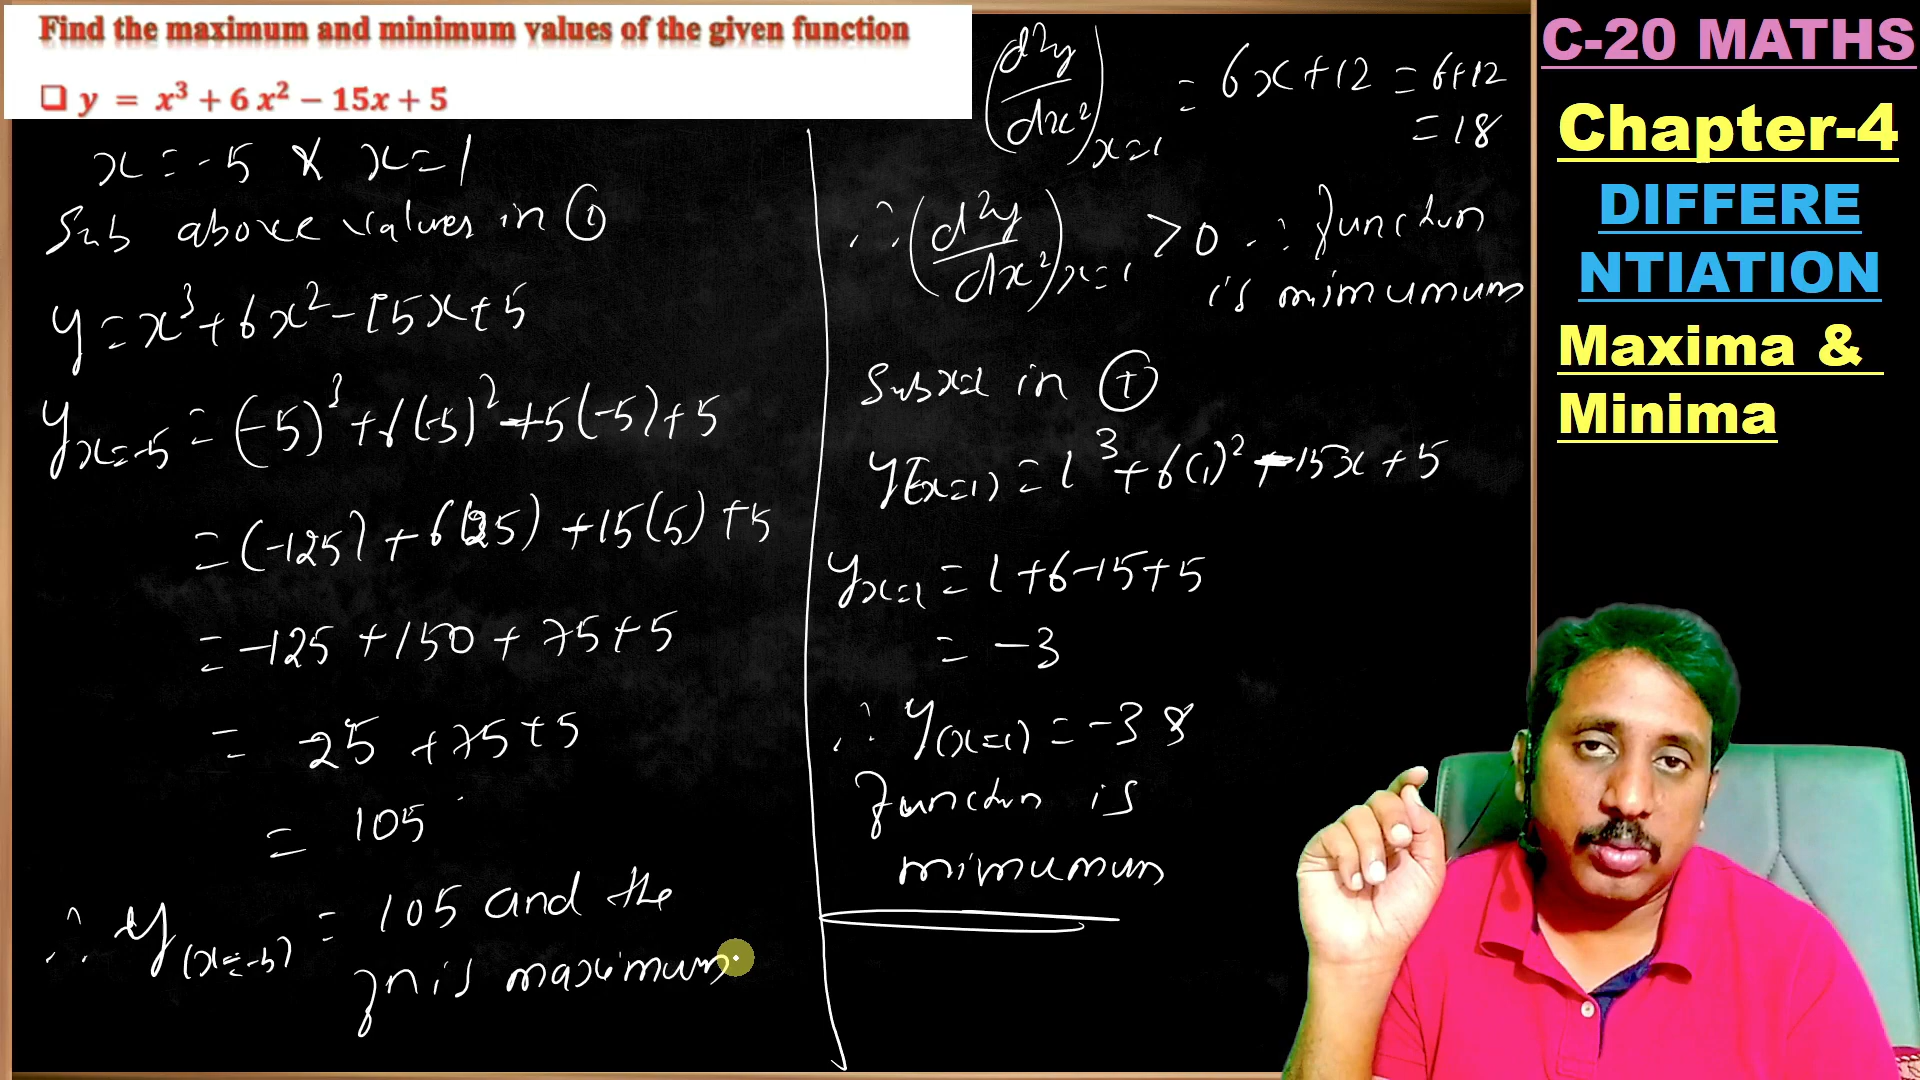 Find the maximum and minimum values of the given function
❑ y = x³ + 6 x² − 15x + 5
x = -5 & x = 1
Sub above values in ①
y = x³ + 6x² - 15x + 5
y x=-5 = (-5)³ + 6(-5)² - 15(-5) + 5
= (-125) + 6(25) + 15(5) + 5
= -125 + 150 + 75 + 5
= 25 + 75 + 5
= 105
∴ y (x=-5) = 105 and the
fn is maximum.
(d²y/dx²) x=1 = 6x + 12 = 6+12
= 18
∴ (d²y/dx²) x=1 > 0 ∴ function
is mimumum
Sub x=1 in ①
y (x=1) = 1³ + 6(1)² - 15x + 5
y x=1 = 1 + 6 - 15 + 5
= -3
∴ y (x=1) = -3 &
function is
mimumum
C-20 MATHS
Chapter-4
DIFFERE
NTIATION
Maxima &
Minima